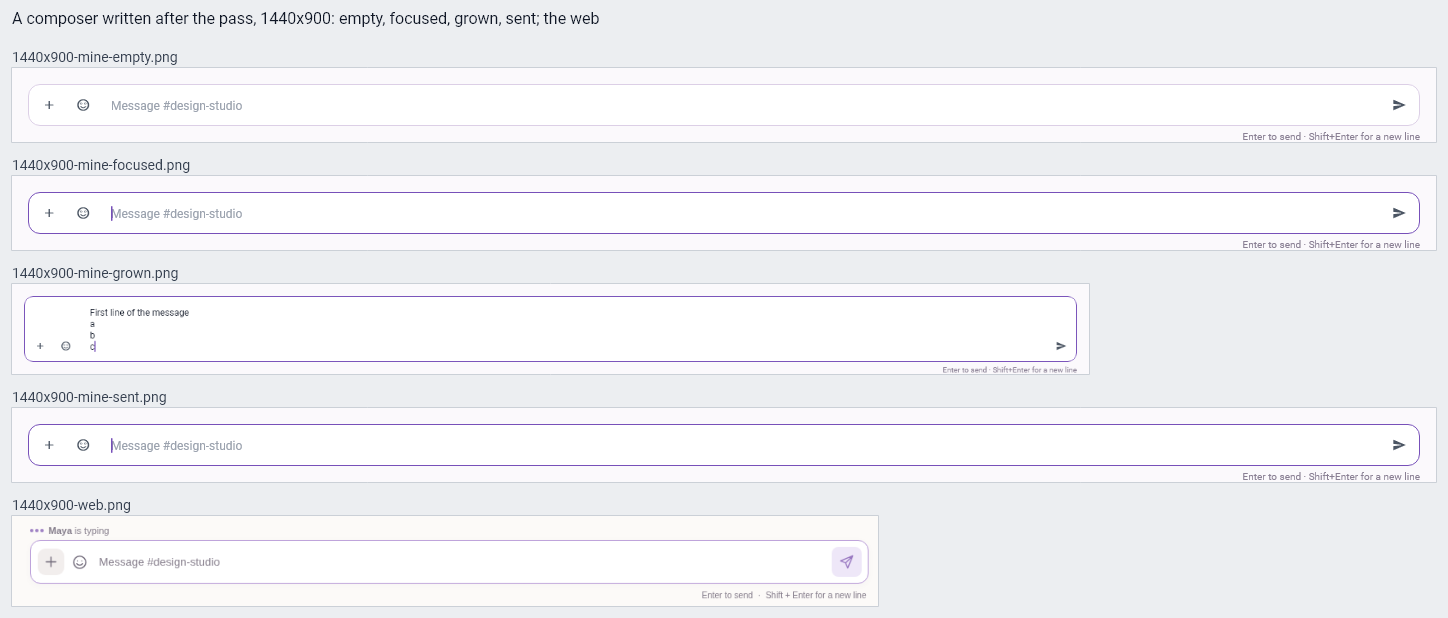 A composer written after the pass, 1440x900: empty, focused, grown, sent; the web
1440x900-mine-empty.png
Message #design-studio
Enter to send · Shift+Enter for a new line
1440x900-mine-focused.png
Message #design-studio
Enter to send · Shift+Enter for a new line
1440x900-mine-grown.png
First line of the message
a
b
c
Enter to send · Shift+Enter for a new line
1440x900-mine-sent.png
Message #design-studio
Enter to send · Shift+Enter for a new line
1440x900-web.png
Maya is typing
Message #design-studio
Enter to send · Shift + Enter for a new line